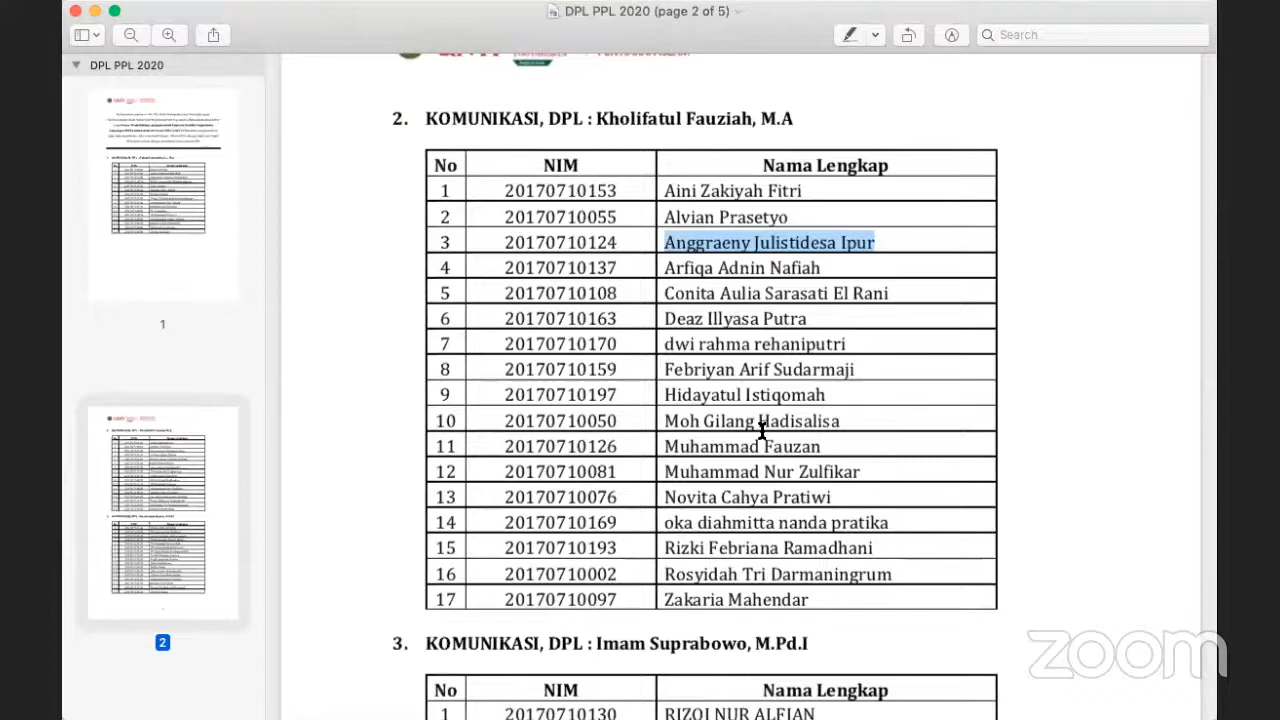 DPL PPL 2020 (page 2 of 5)
Search
DPL PPL 2020
1
2
2. KOMUNIKASI, DPL : Kholifatul Fauziah, M.A
No NIM Nama Lengkap
1 20170710153 Aini Zakiyah Fitri
2 20170710055 Alvian Prasetyo
3 20170710124 Anggraeny Julistidesa Ipur
4 20170710137 Arfiqa Adnin Nafiah
5 20170710108 Conita Aulia Sarasati El Rani
6 20170710163 Deaz Illyasa Putra
7 20170710170 dwi rahma rehaniputri
8 20170710159 Febriyan Arif Sudarmaji
9 20170710197 Hidayatul Istiqomah
10 20170710050 Moh Gilang Hadisalisa
11 20170710186 Muhammad Fauzan
12 20170710081 Muhammad Nur Zulfikar
13 20170710076 Novita Cahya Pratiwi
14 20170710169 oka diahmitta nanda pratika
15 20170710193 Rizki Febriana Ramadhani
16 20170710092 Rosyidah Tri Darmaningrum
17 20170710097 Zakaria Mahendar
3. KOMUNIKASI, DPL : Imam Suprabowo, M.Pd.I
No NIM Nama Lengkap
1 20170710130 RIZQI NUR ALFIAN
zoom